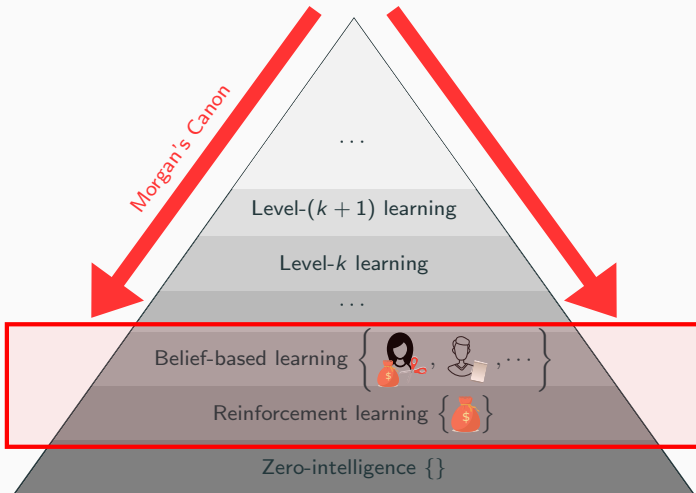 Morgan's Canon
...
Level-(k + 1) learning
Level-k learning
...
Belief-based learning { , , ... }
Reinforcement learning {$}
Zero-intelligence {}